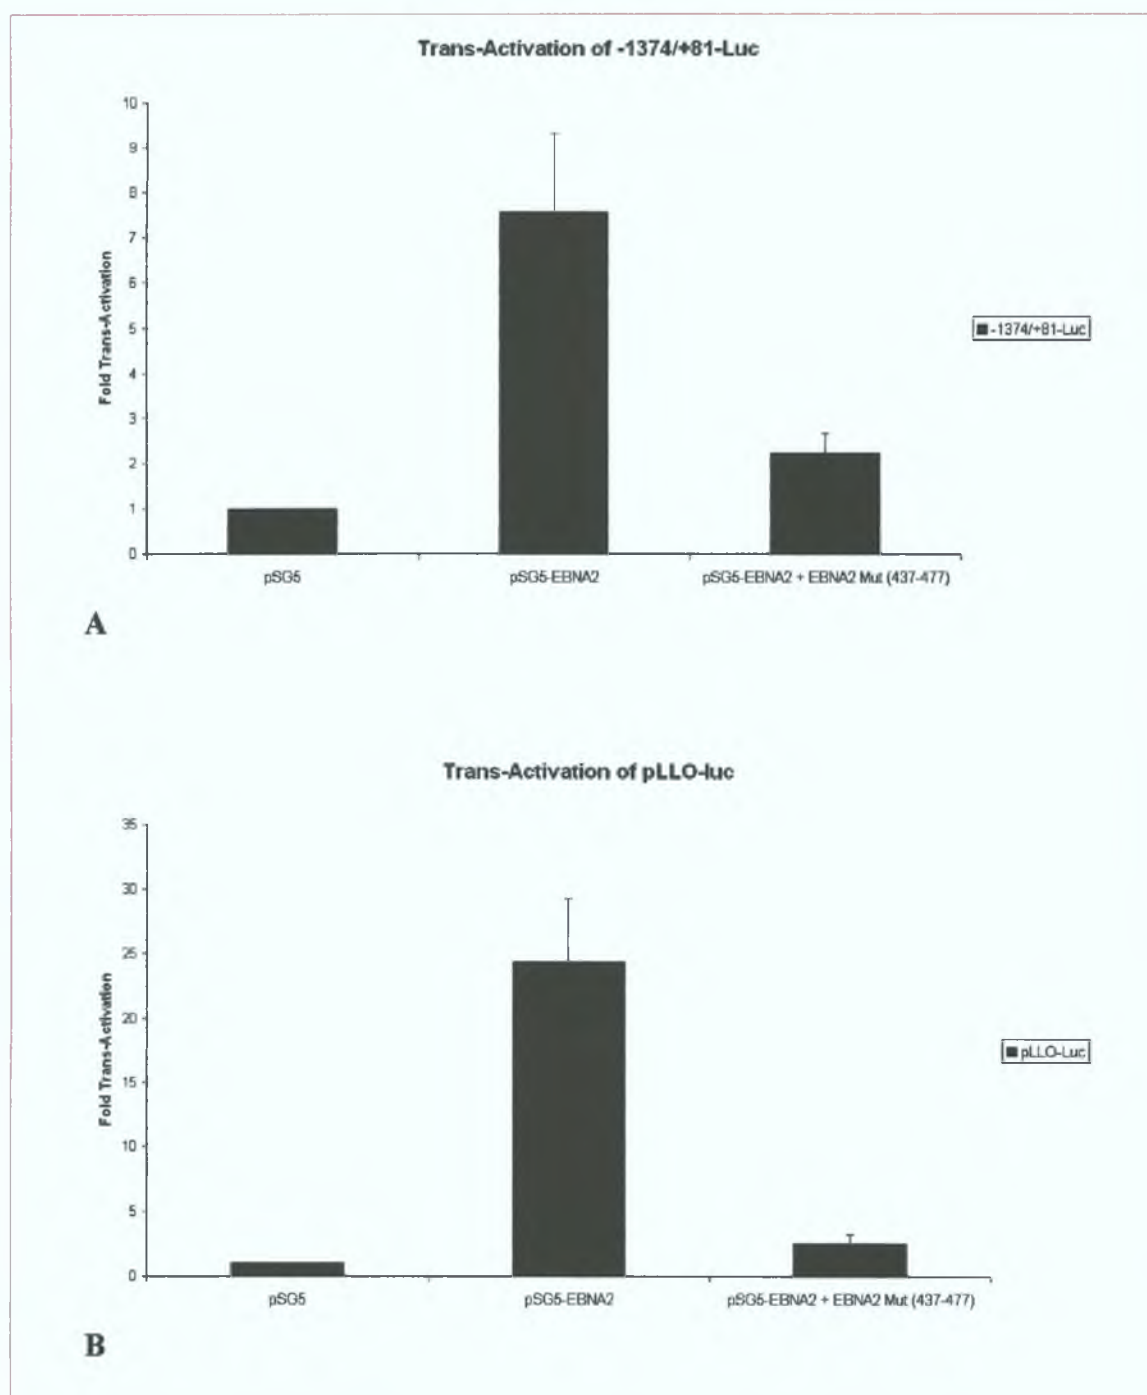 Trans-Activation of -1374/+81-Luc
10
9
8
7
6
5
4
3
2
1
0
Fold Trans-Activation
pSG5
pSG5-EBNA2
pSG5-EBNA2 + EBNA2 Mut (437-477)
-1374/+81-Luc
A
Trans-Activation of pLLO-luc
35
30
25
20
15
10
5
0
Fold Trans-Activation
pSG5
pSG5-EBNA2
pSG5-EBNA2 + EBNA2 Mut (437-477)
pLLO-Luc
B